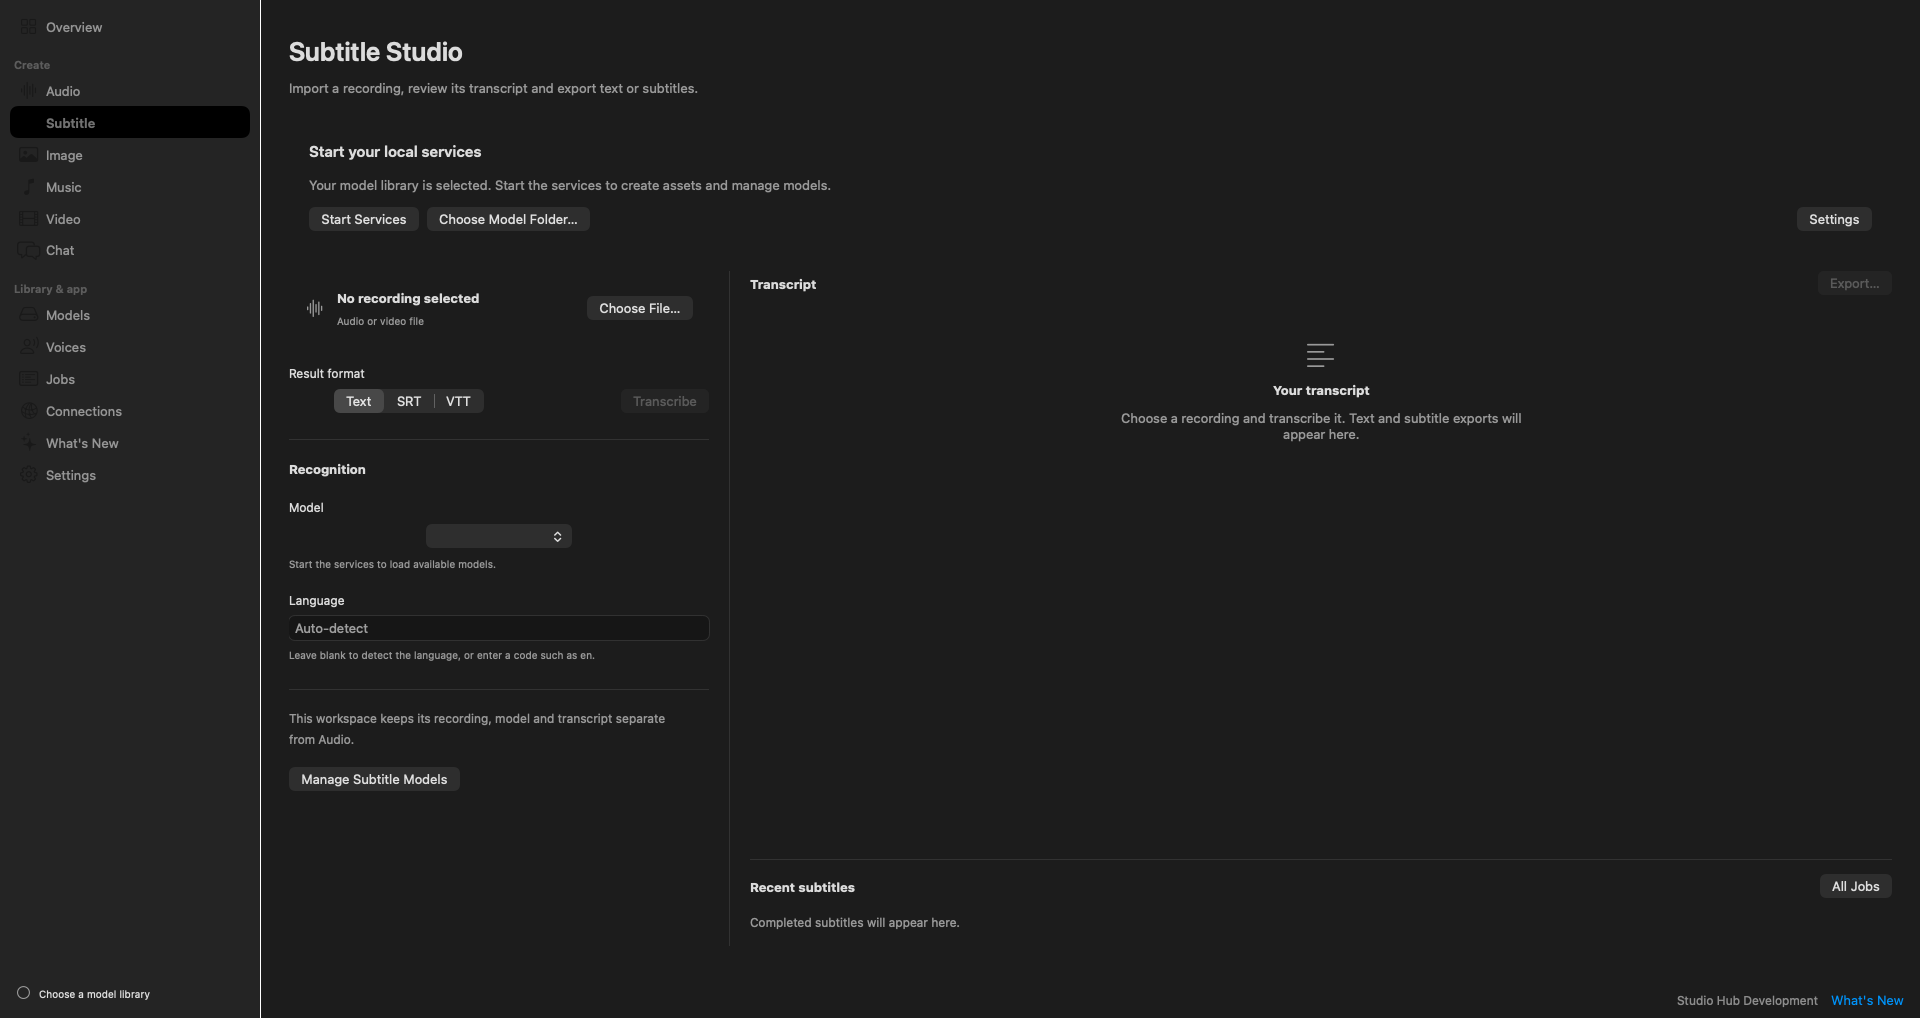 Overview
Create
Audio
Subtitle
Image
Music
Video
Chat
Library & app
Models
Voices
Jobs
Connections
What's New
Settings
Choose a model library
Subtitle Studio
Import a recording, review its transcript and export text or subtitles.
Start your local services
Your model library is selected. Start the services to create assets and manage models.
Start Services
Choose Model Folder...
Settings
No recording selected
Audio or video file
Choose File...
Result format
Text
SRT
VTT
Transcribe
Recognition
Model
Start the services to load available models.
Language
Auto-detect
Leave blank to detect the language, or enter a code such as en.
This workspace keeps its recording, model and transcript separate
from Audio.
Manage Subtitle Models
Transcript
Export...
Your transcript
Choose a recording and transcribe it. Text and subtitle exports will
appear here.
Recent subtitles
All Jobs
Completed subtitles will appear here.
Studio Hub Development
What's New